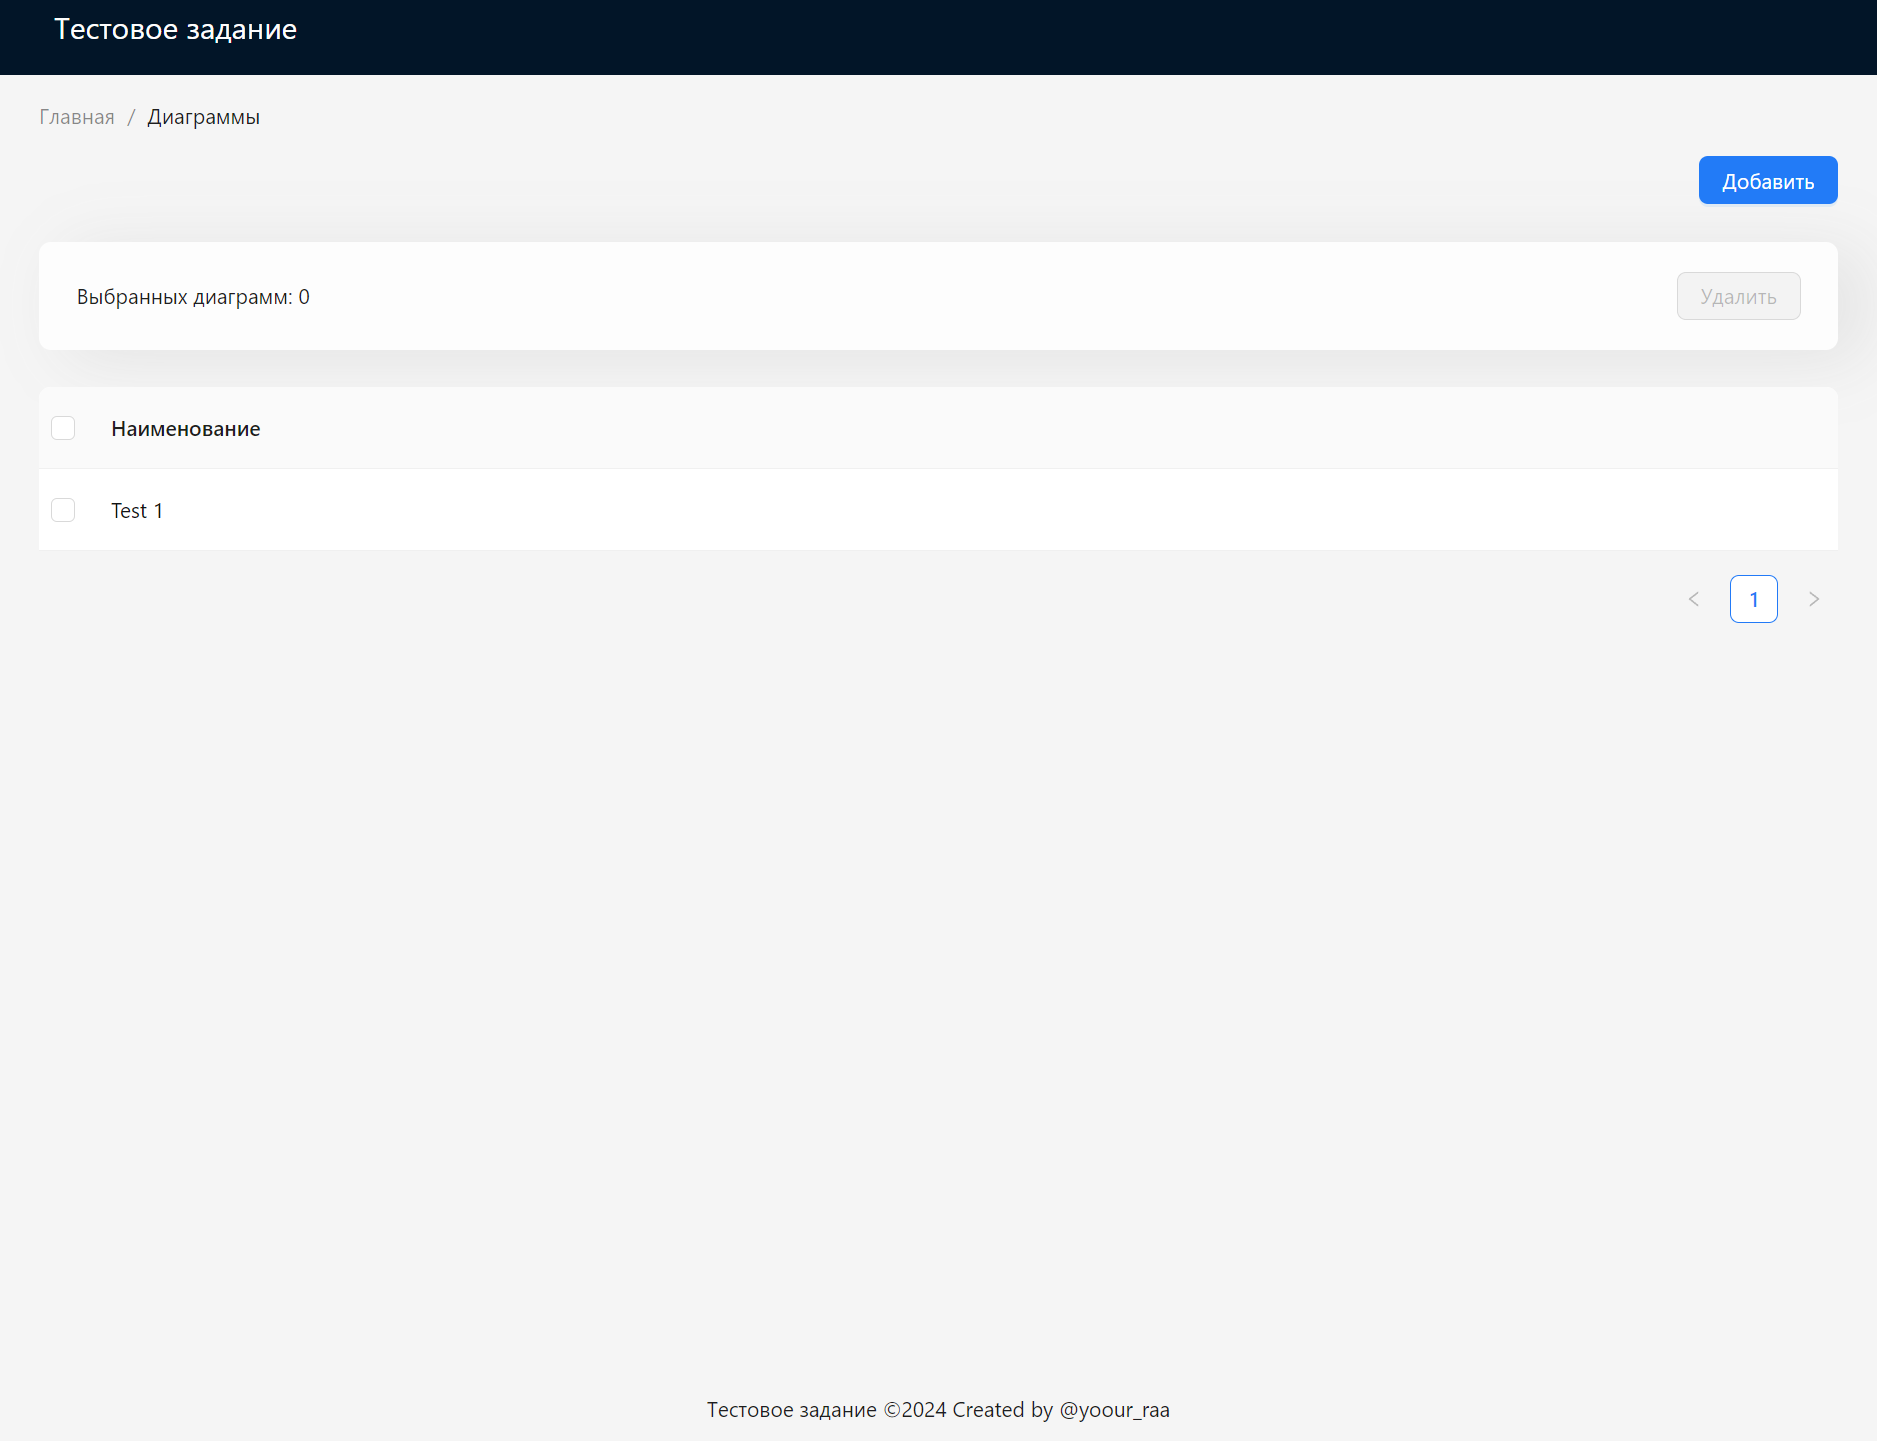 Тестовое задание
Главная / Диаграммы
Добавить
Выбранных диаграмм: 0
Удалить
Наименование
Test 1
< 1 >
Тестовое задание ©2024 Created by @yoour_raa